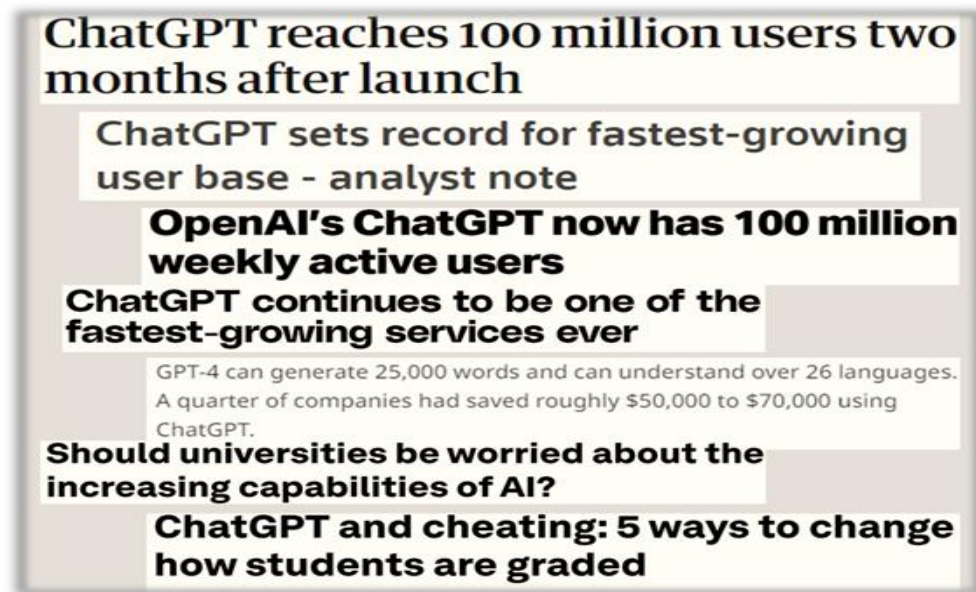 ChatGPT reaches 100 million users two
months after launch
ChatGPT sets record for fastest-growing
user base - analyst note
OpenAI's ChatGPT now has 100 million
weekly active users
ChatGPT continues to be one of the
fastest-growing services ever
GPT-4 can generate 25,000 words and can understand over 26 languages.
A quarter of companies had saved roughly $50,000 to $70,000 using
ChatGPT.
Should universities be worried about the
increasing capabilities of AI?
ChatGPT and cheating: 5 ways to change
how students are graded